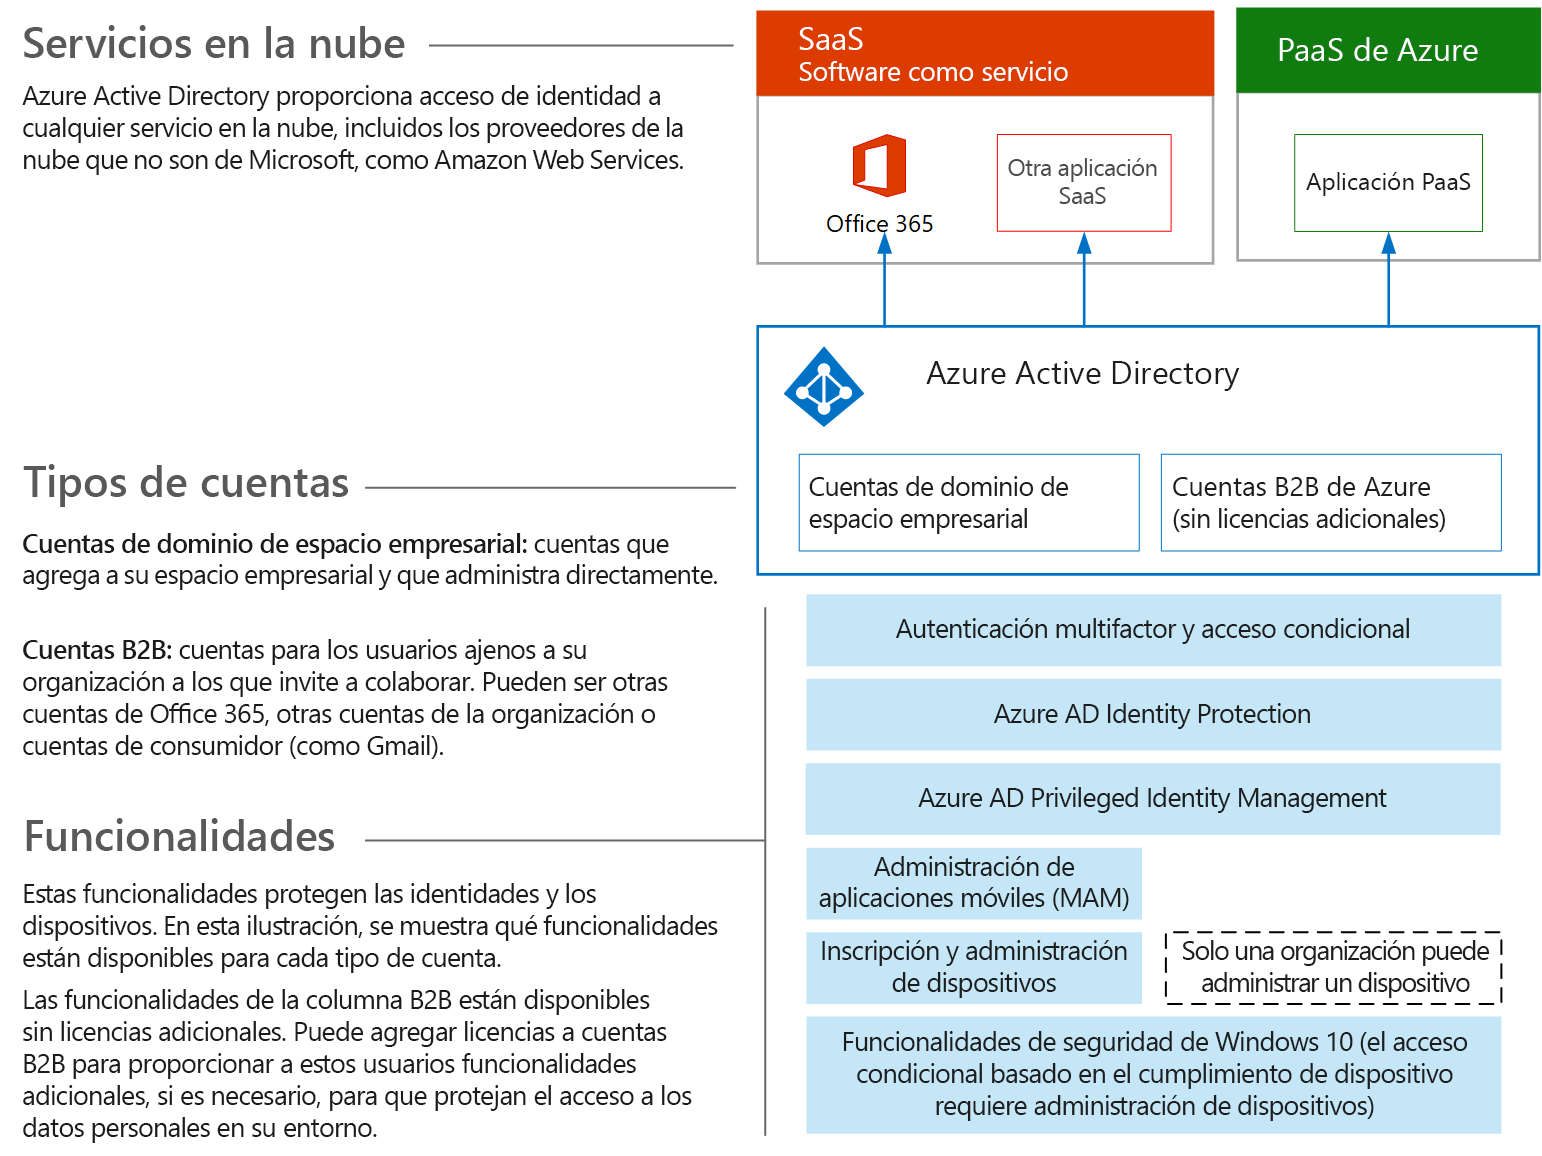 Servicios en la nube
Azure Active Directory proporciona acceso de identidad a
cualquier servicio en la nube, incluidos los proveedores de la
nube que no son de Microsoft, como Amazon Web Services.
SaaS
Software como servicio
PaaS de Azure
Office 365
Otra aplicación
SaaS
Aplicación PaaS
Azure Active Directory
Cuentas de dominio de
espacio empresarial
Cuentas B2B de Azure
(sin licencias adicionales)
Tipos de cuentas
Cuentas de dominio de espacio empresarial: cuentas que
agrega a su espacio empresarial y que administra directamente.
Cuentas B2B: cuentas para los usuarios ajenos a su
organización a los que invite a colaborar. Pueden ser otras
cuentas de Office 365, otras cuentas de la organización o
cuentas de consumidor (como Gmail).
Funcionalidades
Estas funcionalidades protegen las identidades y los
dispositivos. En esta ilustración, se muestra qué funcionalidades
están disponibles para cada tipo de cuenta.
Las funcionalidades de la columna B2B están disponibles
sin licencias adicionales. Puede agregar licencias a cuentas
B2B para proporcionar a estos usuarios funcionalidades
adicionales, si es necesario, para que protejan el acceso a los
datos personales en su entorno.
Autenticación multifactor y acceso condicional
Azure AD Identity Protection
Azure AD Privileged Identity Management
Administración de
aplicaciones móviles (MAM)
Inscripción y administración
de dispositivos
Solo una organización puede
administrar un dispositivo
Funcionalidades de seguridad de Windows 10 (el acceso
condicional basado en el cumplimiento de dispositivo
requiere administración de dispositivos)